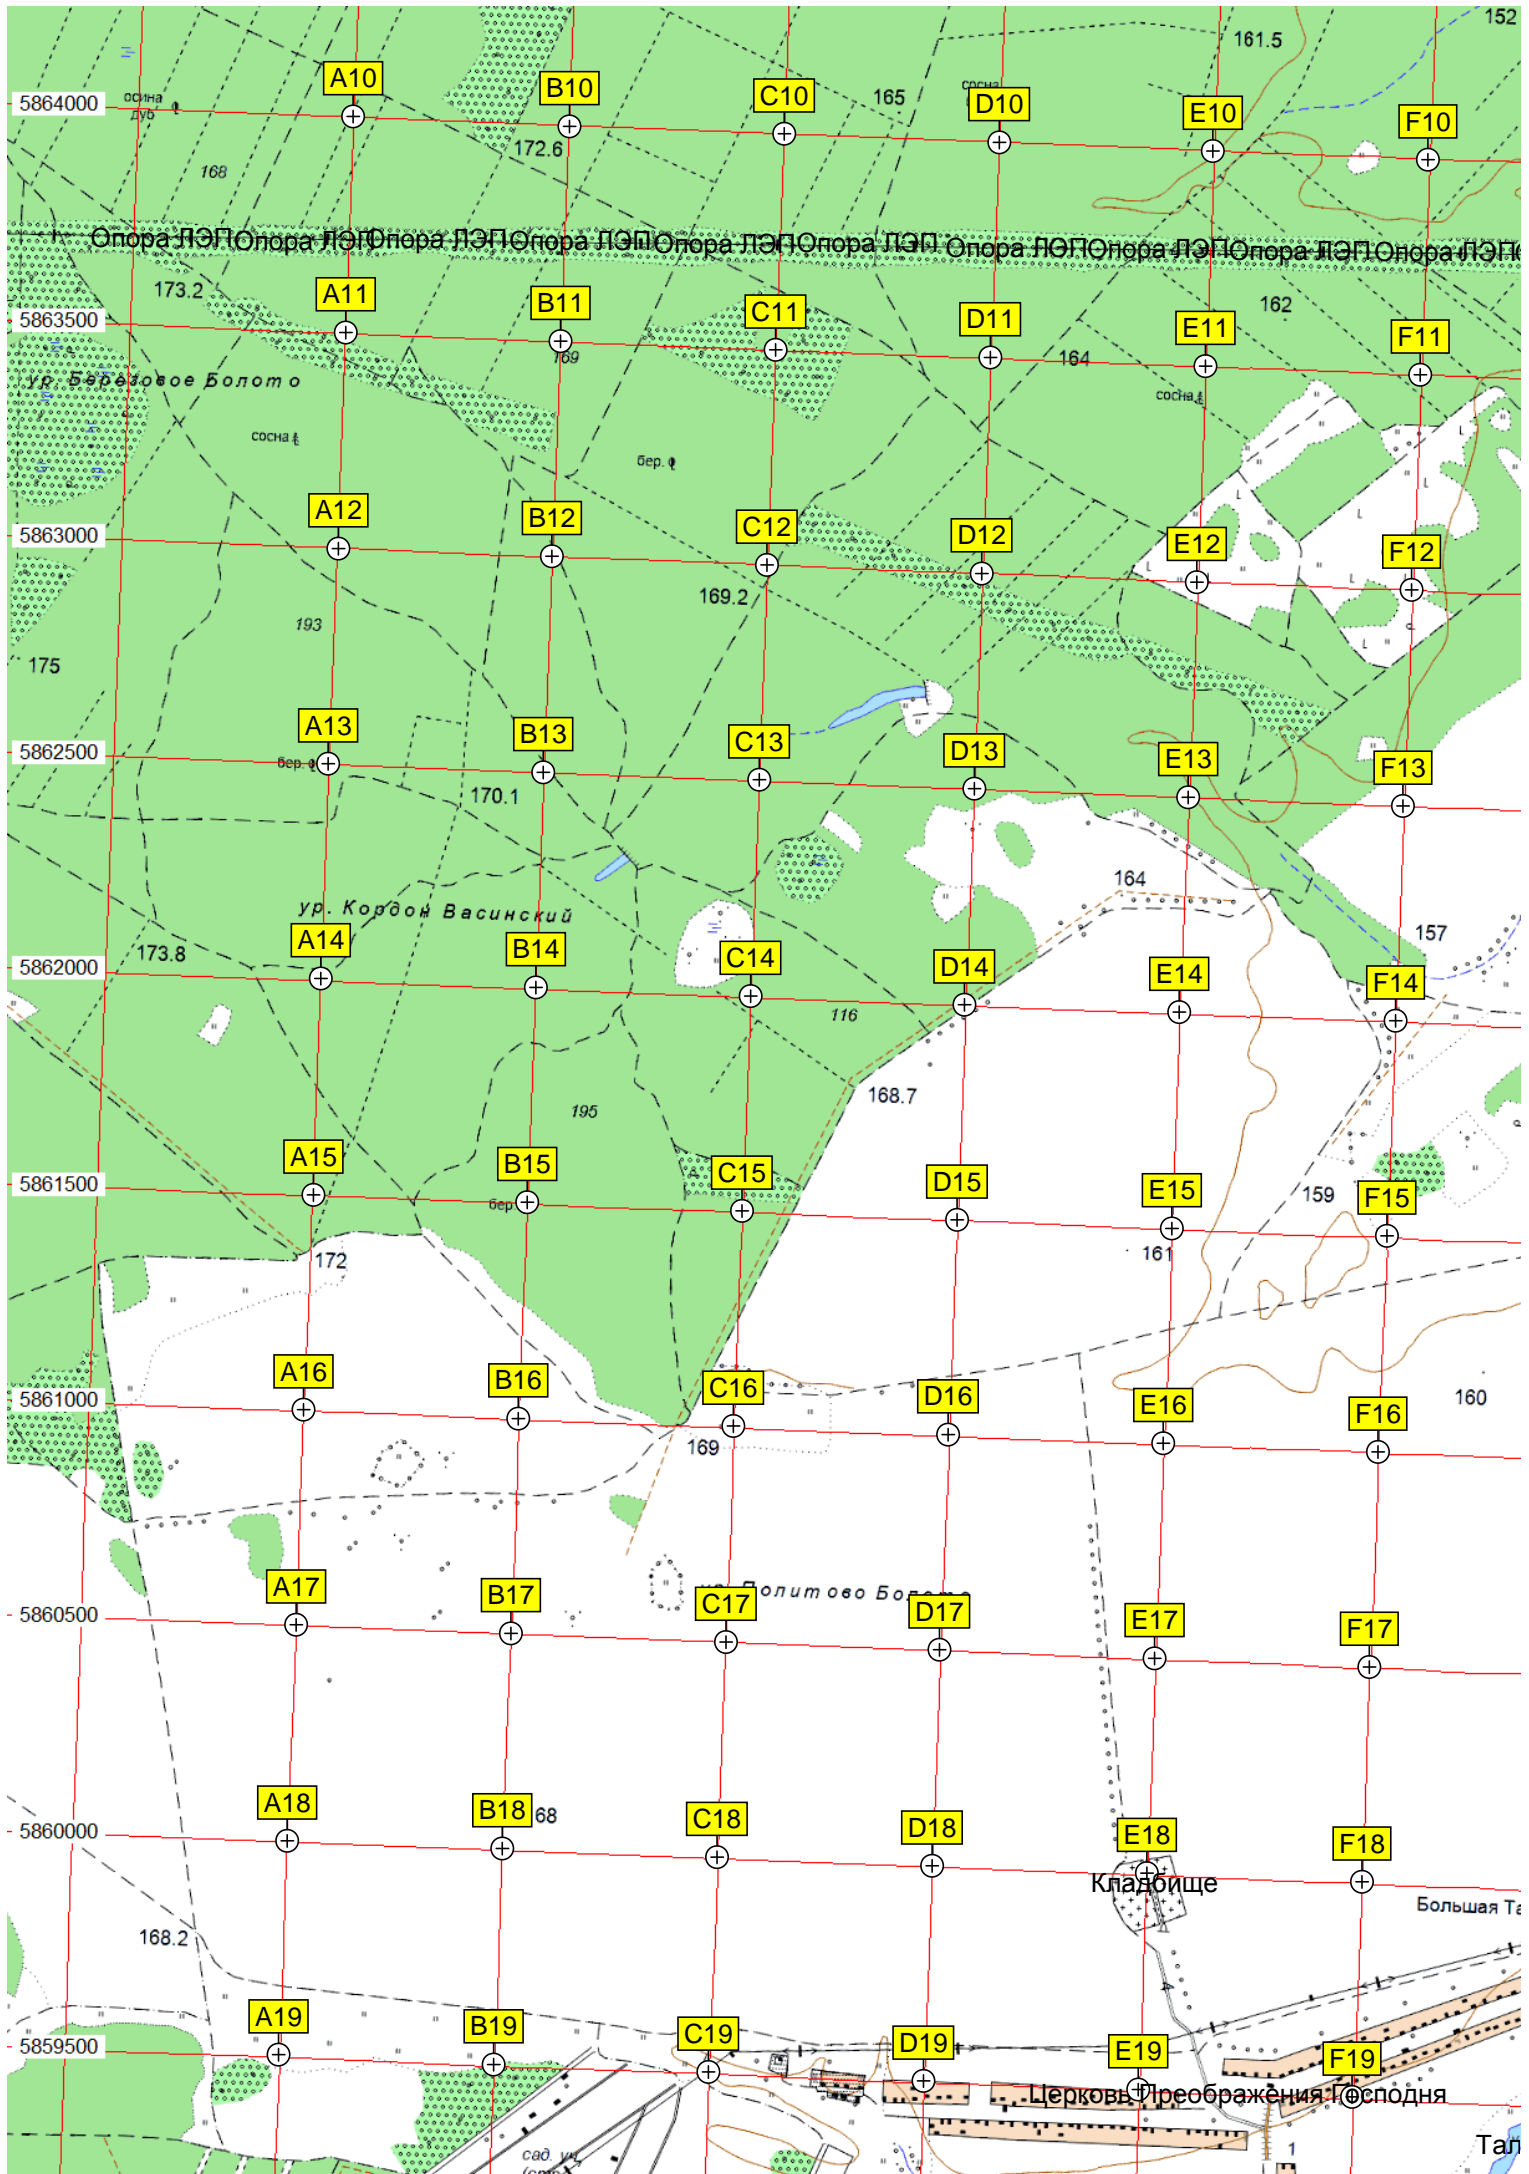 152
161.5
A10
B10
C10
165
сосна
D10
E10
F10
5864000
осина
дуб
172.6
168
Опора ЛЭП Опора ЛЭП Опора ЛЭП Опора ЛЭП Опора ЛЭП Опора ЛЭП Опора ЛЭП Опора ЛЭП Опора ЛЭП Опора ЛЭП
173.2
A11
B11
C11
D11
162
E11
F11
5863500
169
164
ур. Березовое Болото
сосна
сосна
бер.
A12
B12
C12
D12
E12
F12
5863000
169.2
193
175
A13
B13
C13
D13
E13
F13
5862500
бер.
170.1
164
ур. Кордон Васинский
157
A14
B14
C14
D14
E14
F14
173.8
5862000
116
168.7
195
A15
B15
C15
D15
E15
F15
5861500
бер.
159
161
172
A16
B16
C16
D16
E16
F16
5861000
160
169
A17
B17
ур. Политово Болото
C17
D17
E17
F17
5860500
A18
B18
68
C18
D18
E18
F18
5860000
Кладбище
Большая Та
168.2
A19
B19
C19
D19
E19
F19
5859500
Церковь Преображения Господня
сад. уч.
1
Тал